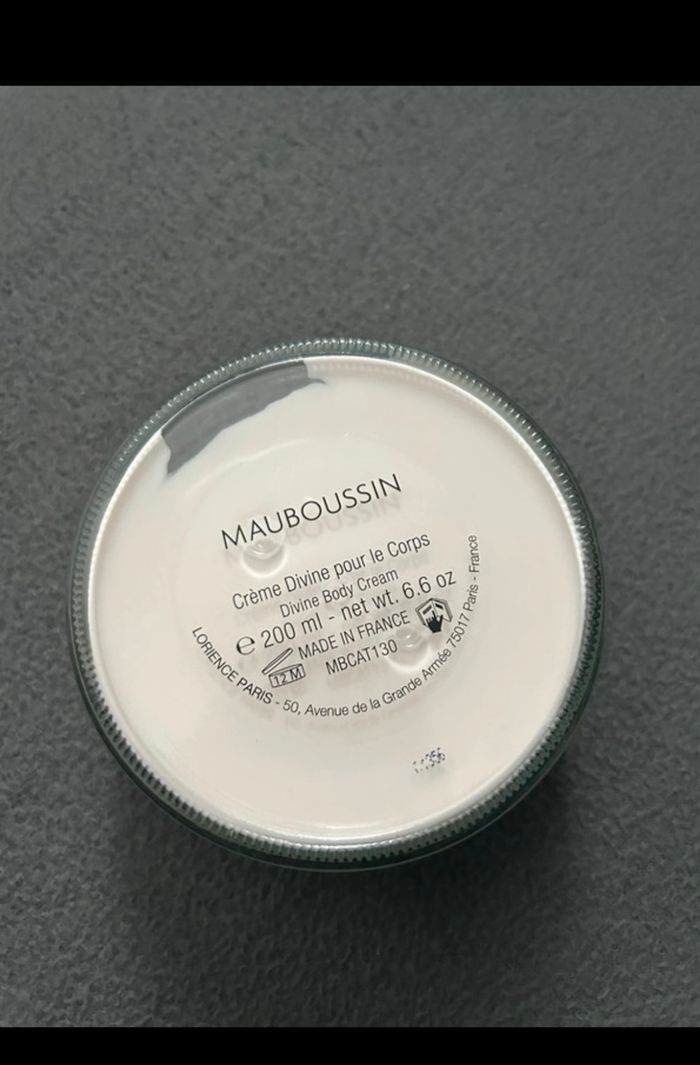 MAUBOUSSIN
Crème Divine pour le Corps
Divine Body Cream
e 200 ml - net wt. 6.6 oz
MADE IN FRANCE
12 M
MBCAT130
LORIENCE PARIS - 50, Avenue de la Grande Armée 75017 Paris - France